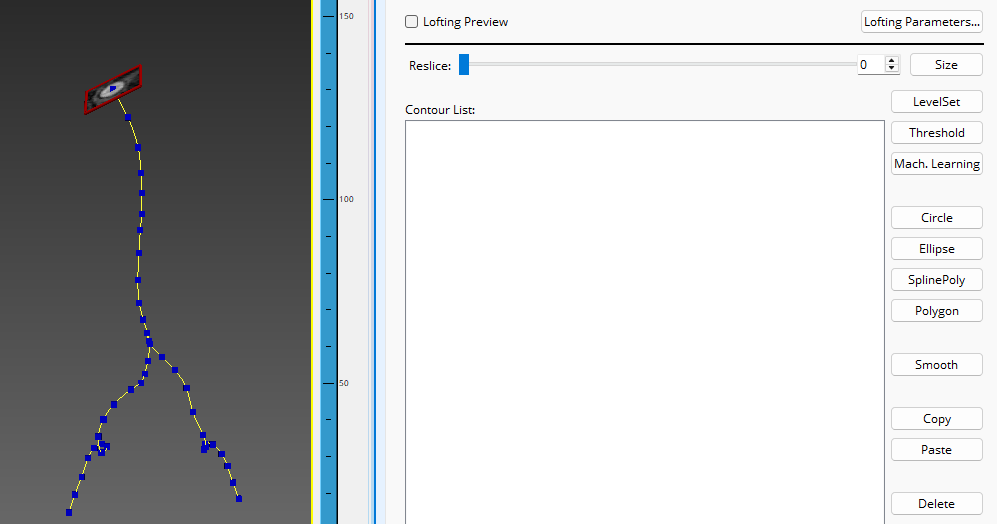 Lofting Preview
Lofting Parameters...
Reslice:
0
Size
Contour List:
LevelSet
Threshold
Mach. Learning
Circle
Ellipse
SplinePoly
Polygon
Smooth
Copy
Paste
Delete
150
100
50